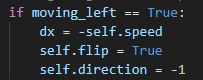 if moving_left == True:
    dx = -self.speed
    self.flip = True
    self.direction = -1